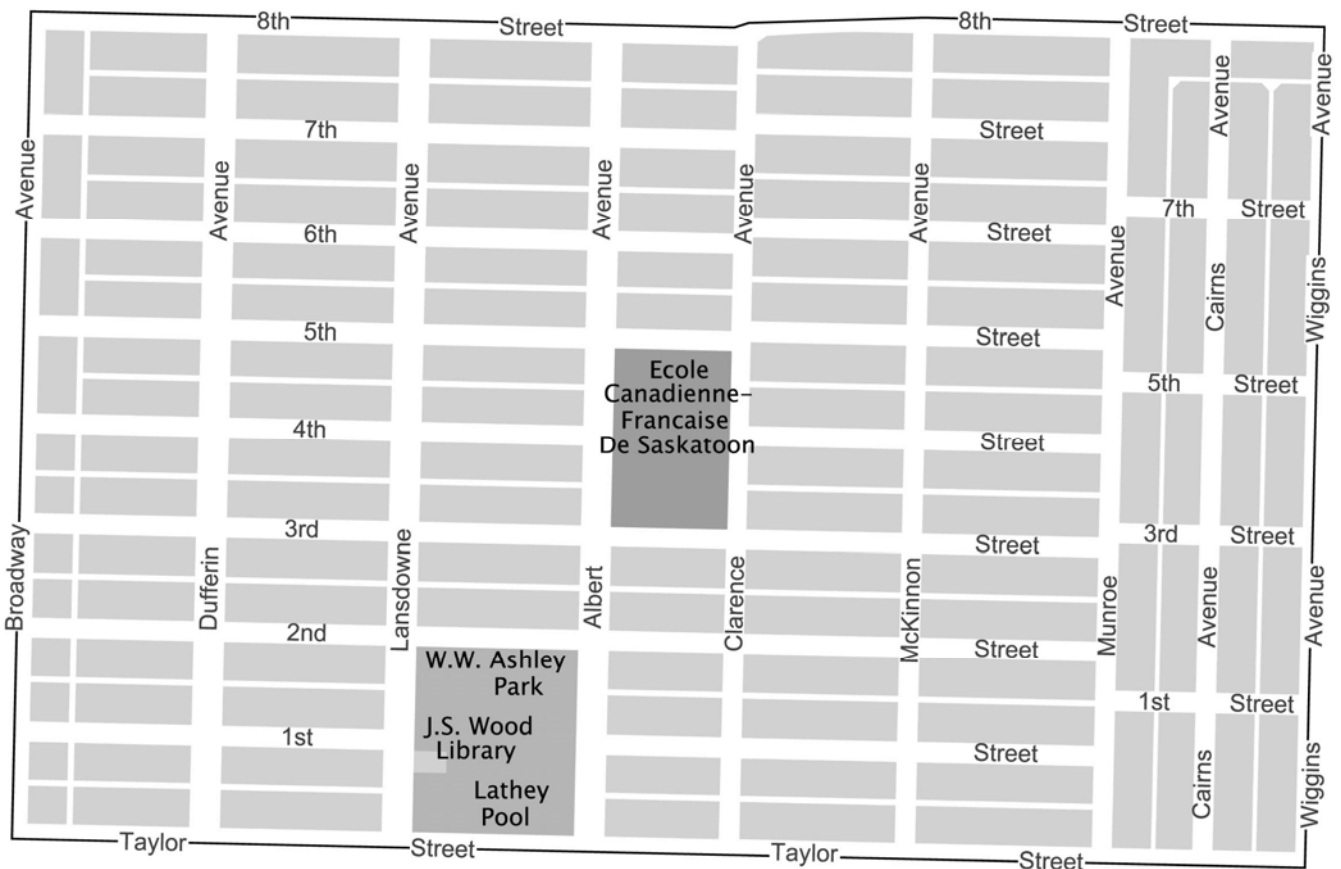 8th
Street
8th
Street
7th
Street
Avenue
Avenue
Avenue
Avenue
Avenue
Avenue
Avenue
Avenue
Avenue
7th
Street
6th
Street
Avenue
Cairns
Wiggins
5th
Street
Ecole
Canadienne-
Francaise
De Saskatoon
5th
Street
4th
Street
3rd
Street
3rd
Street
Broadway
Dufferin
Lansdowne
Albert
Clarence
McKinnon
Munroe
Avenue
Avenue
2nd
Street
W.W. Ashley
Park
1st
Street
J.S. Wood
Library
1st
Street
Lathey
Pool
Cairns
Wiggins
Taylor
Street
Taylor
Street